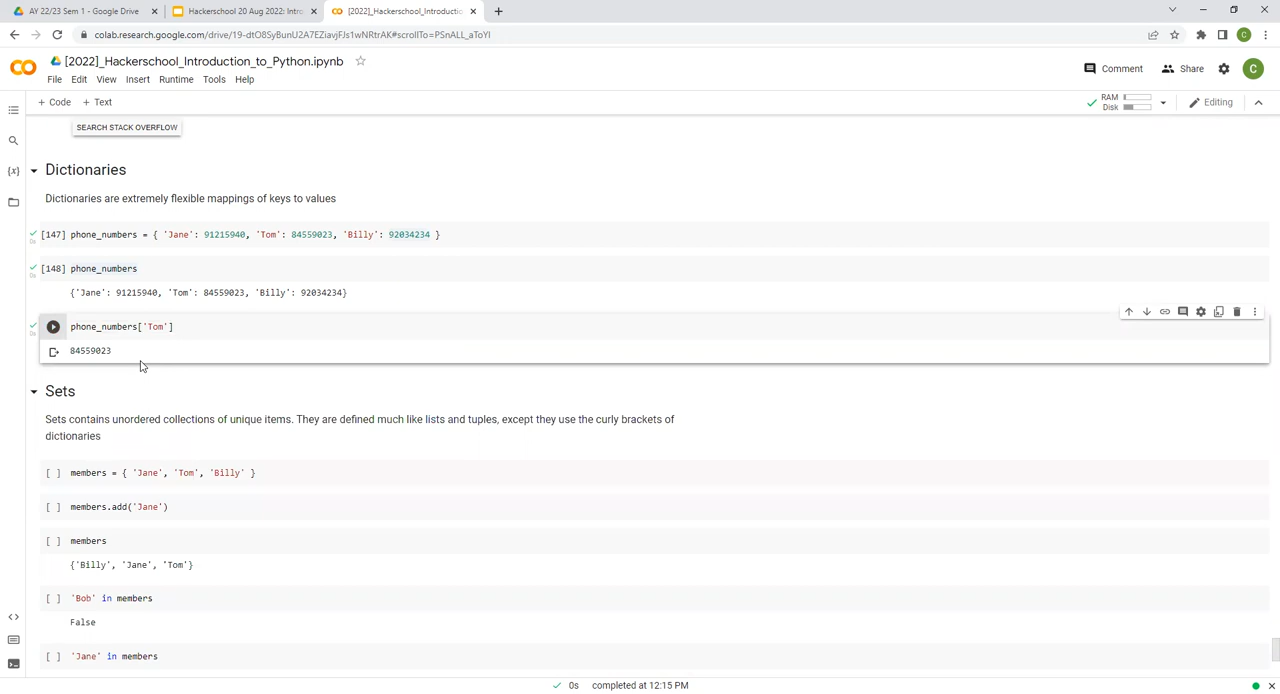 AY 22/23 Sem 1 - Google Drive
Hackerschool 20 Aug 2022: Intro
[2022]_Hackerschool_Introductio
colab.research.google.com/drive/19-dtO8SyBunU2A7EZiavjFJs1wNRtrAK#scrollTo=PSnALL_aToYI
C
[2022]_Hackerschool_Introduction_to_Python.ipynb
File Edit View Insert Runtime Tools Help
Comment Share C
+ Code + Text
RAM
Disk
Editing
SEARCH STACK OVERFLOW
Dictionaries
Dictionaries are extremely flexible mappings of keys to values
[147] phone_numbers = { 'Jane': 91215940, 'Tom': 84559023, 'Billy': 92034234 }
0s
[148] phone_numbers
0s
{'Jane': 91215940, 'Tom': 84559023, 'Billy': 92034234}
phone_numbers['Tom']
0s
84559023
Sets
Sets contains unordered collections of unique items. They are defined much like lists and tuples, except they use the curly brackets of
dictionaries
[ ] members = { 'Jane', 'Tom', 'Billy' }
[ ] members.add('Jane')
[ ] members
{'Billy', 'Jane', 'Tom'}
[ ] 'Bob' in members
False
[ ] 'Jane' in members
0s completed at 12:15 PM